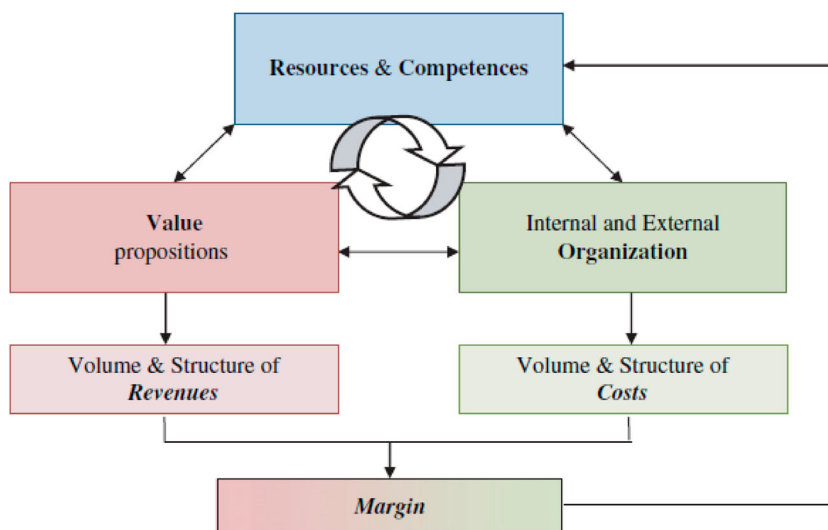 Resources & Competences
Value
propositions
Internal and External
Organization
Volume & Structure of
Revenues
Volume & Structure of
Costs
Margin